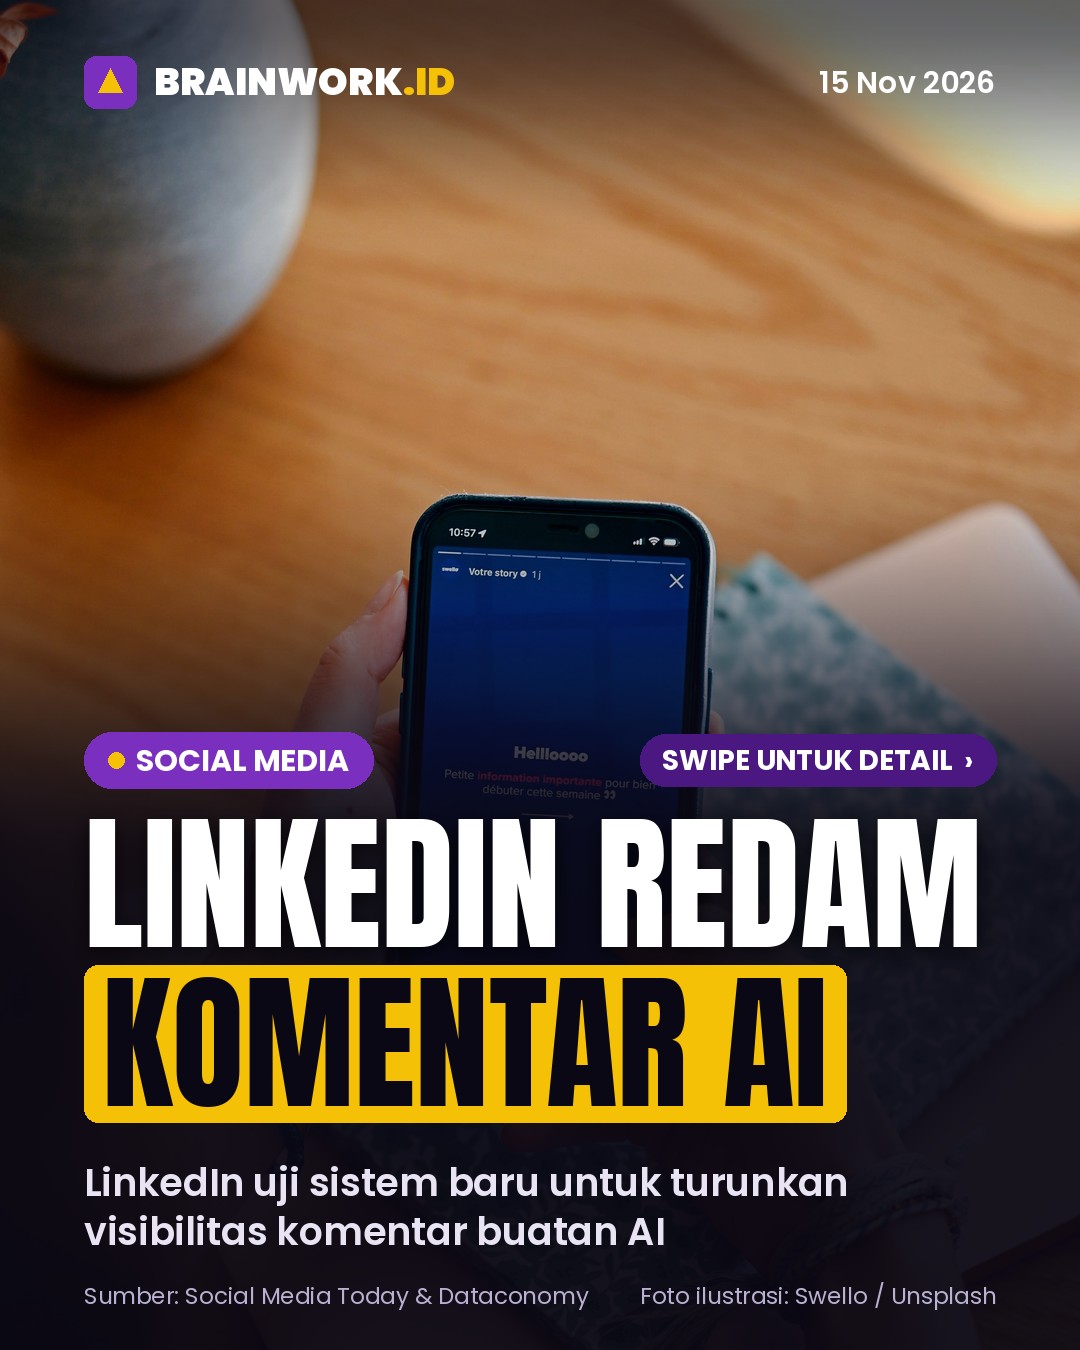 BRAINWORK.ID
15 Nov 2026
10:57
swello Votre story 1 j
Hellloooo
Petite information importante pour bien
débuter cette semaine 👀
SOCIAL MEDIA
SWIPE UNTUK DETAIL ›
LINKEDIN REDAM
KOMENTAR AI
LinkedIn uji sistem baru untuk turunkan
visibilitas komentar buatan AI
Sumber: Social Media Today & Dataconomy
Foto ilustrasi: Swello / Unsplash